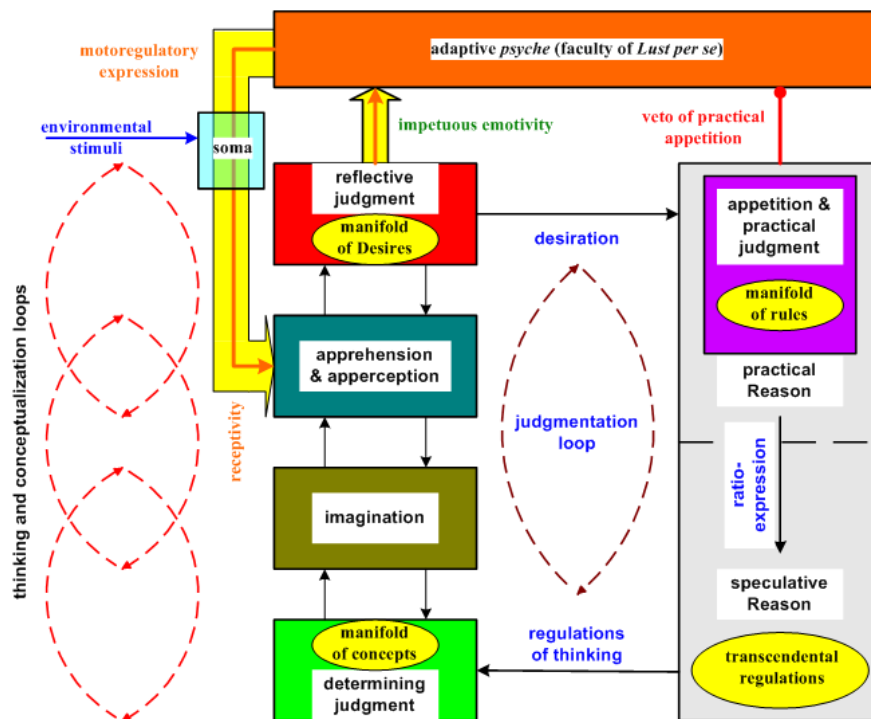 adaptive psyche (faculty of Lust per se)
motoregulatory
expression
environmental
stimuli
soma
impetuous emotivity
veto of practical
appetition
reflective
judgment
manifold
of Desires
desiration
appetition &
practical
judgment
manifold
of rules
practical
Reason
apprehension
& apperception
receptivity
judgmentation
loop
thinking and conceptualization loops
ratio-
expression
imagination
speculative
Reason
manifold
of concepts
determining
judgment
regulations
of thinking
transcendental
regulations